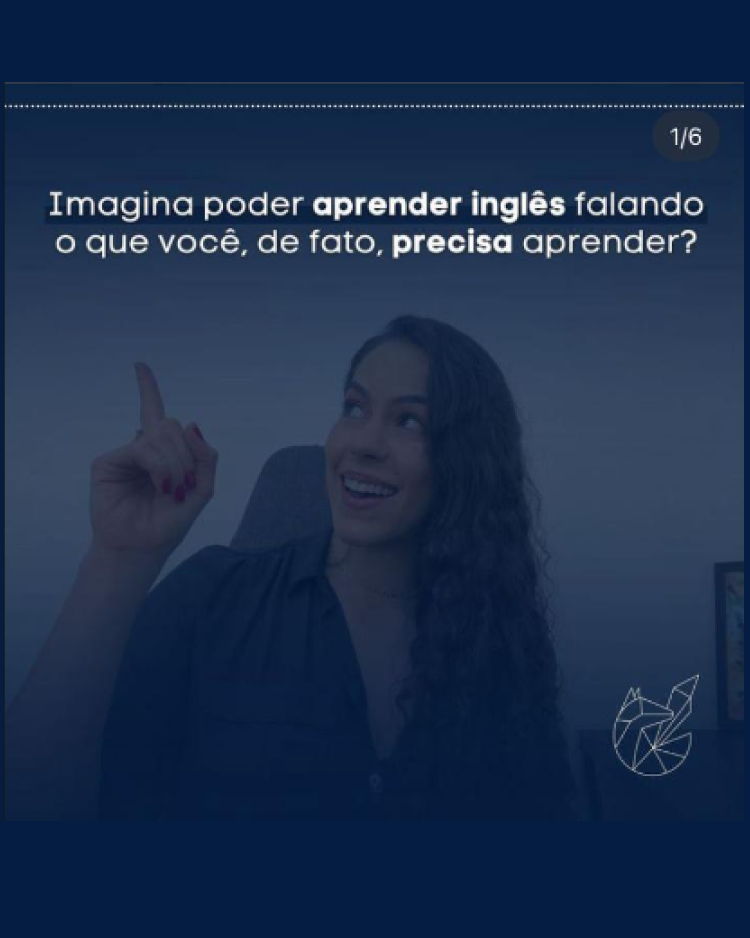 1/6
Imagina poder aprender inglês falando
o que você, de fato, precisa aprender?